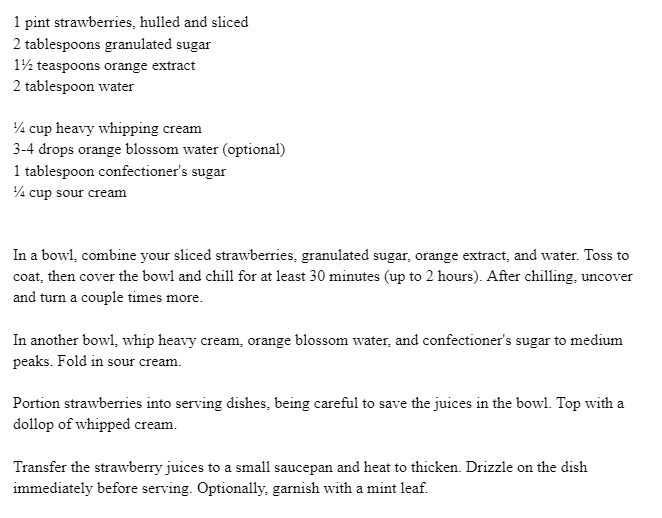 1 pint strawberries, hulled and sliced
2 tablespoons granulated sugar
1½ teaspoons orange extract
2 tablespoon water
¼ cup heavy whipping cream
3-4 drops orange blossom water (optional)
1 tablespoon confectioner's sugar
¼ cup sour cream
In a bowl, combine your sliced strawberries, granulated sugar, orange extract, and water. Toss to
coat, then cover the bowl and chill for at least 30 minutes (up to 2 hours). After chilling, uncover
and turn a couple times more.
In another bowl, whip heavy cream, orange blossom water, and confectioner's sugar to medium
peaks. Fold in sour cream.
Portion strawberries into serving dishes, being careful to save the juices in the bowl. Top with a
dollop of whipped cream.
Transfer the strawberry juices to a small saucepan and heat to thicken. Drizzle on the dish
immediately before serving. Optionally, garnish with a mint leaf.